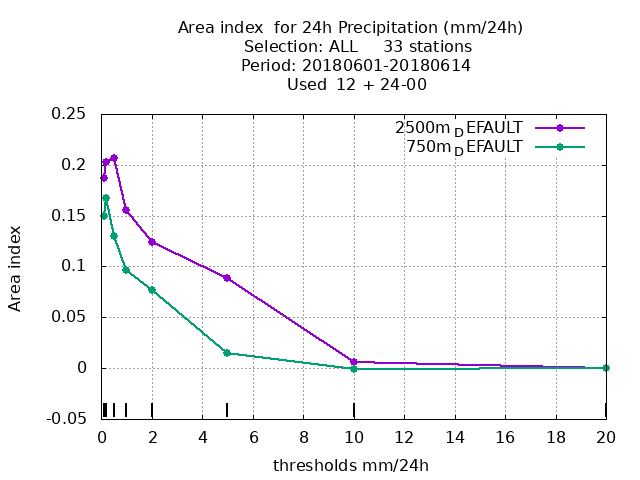 Area index  for 24h Precipitation (mm/24h)
Selection: ALL     33 stations
Period: 20180601-20180614
Used  12 + 24-00
0.25
0.2
0.15
0.1
0.05
0
-0.05
Area index
2500m_DEFAULT
750m_DEFAULT
0 2 4 6 8 10 12 14 16 18 20
thresholds mm/24h